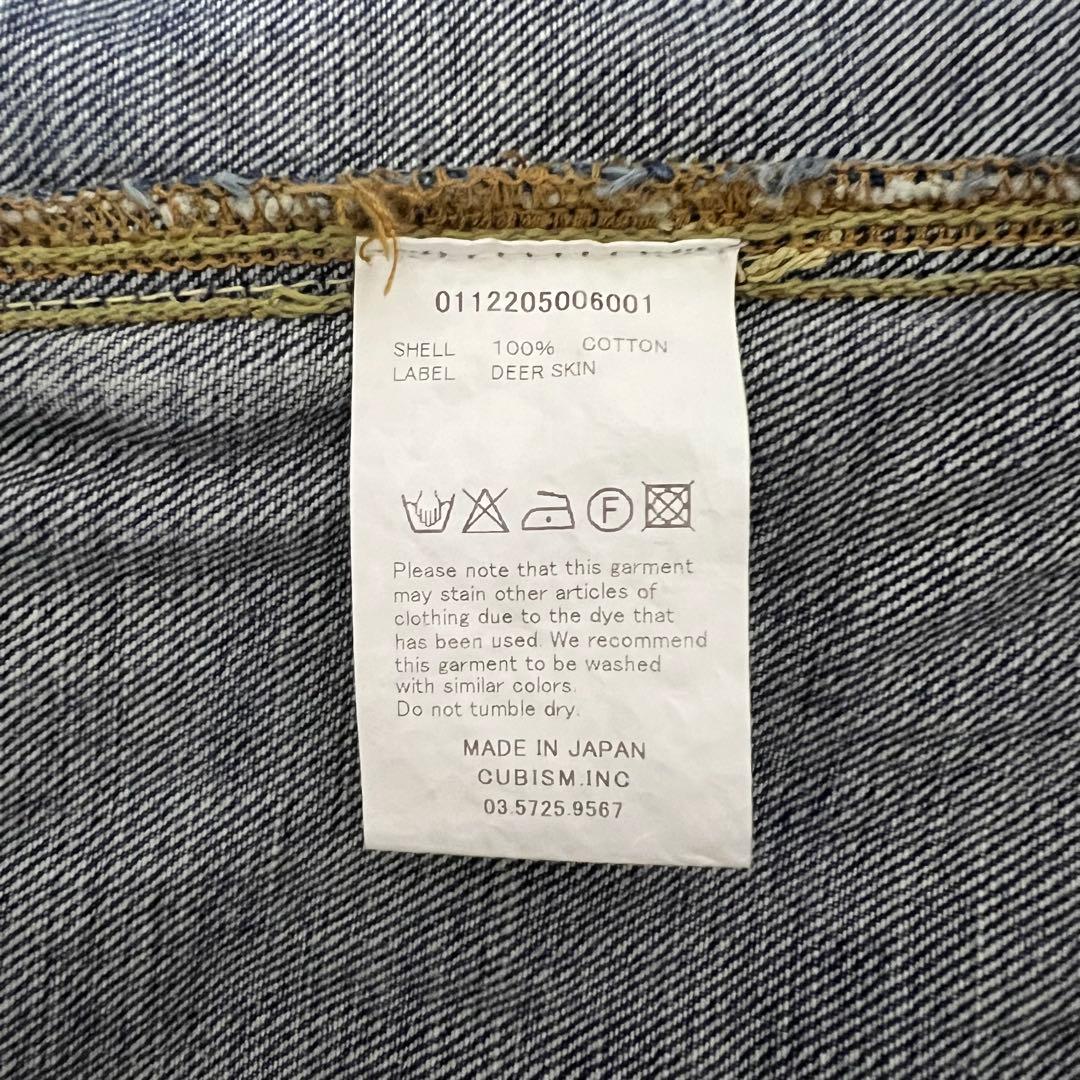 0112205006001
SHELL 100% COTTON
LABEL DEER SKIN
F
Please note that this garment
may stain other articles of
clothing due to the dye that
has been used. We recommend
this garment to be washed
with similar colors.
Do not tumble dry.
MADE IN JAPAN
CUBISM.INC
03.5725.9567